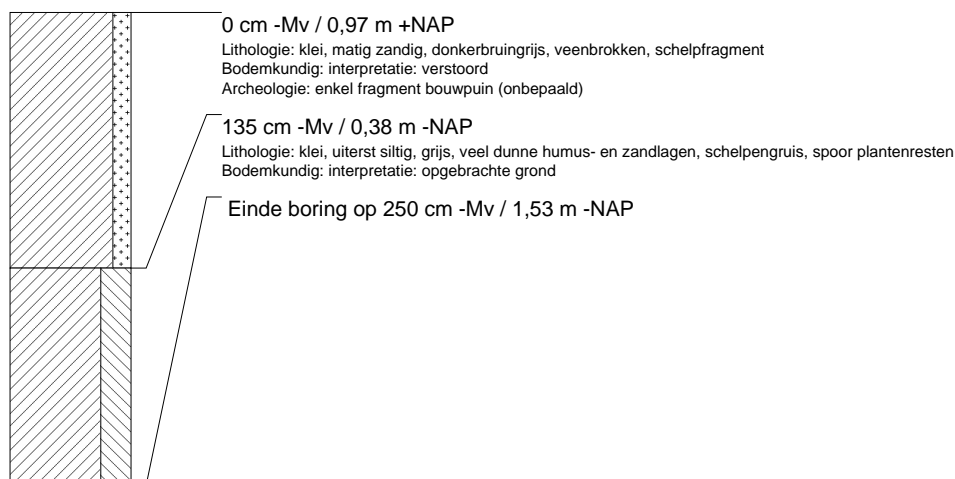 0 cm -Mv / 0,97 m +NAP
Lithologie: klei, matig zandig, donkerbruingrijs, veenbrokken, schelpfragment
Bodemkundig: interpretatie: verstoord
Archeologie: enkel fragment bouwpuin (onbepaald)
135 cm -Mv / 0,38 m -NAP
Lithologie: klei, uiterst siltig, grijs, veel dunne humus- en zandlagen, schelpengruis, spoor plantenresten
Bodemkundig: interpretatie: opgebrachte grond
Einde boring op 250 cm -Mv / 1,53 m -NAP